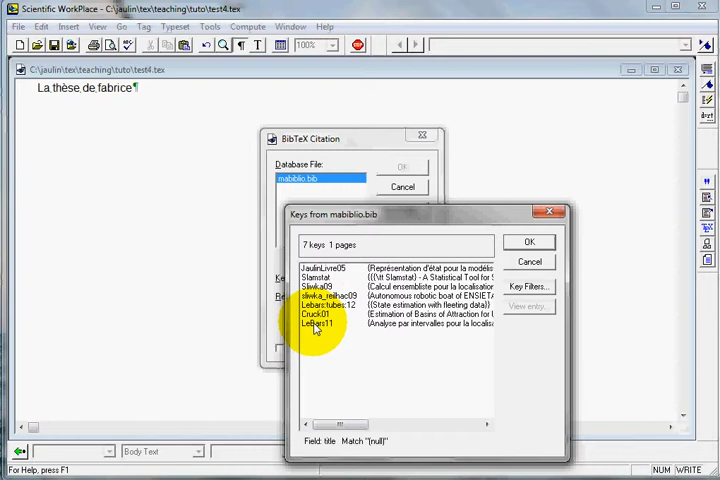 Scientific WorkPlace - C:\jaulin\tex\teaching\tuto\test4.tex
File Edit Insert View Go Tag Typeset Tools Compute Window Help
100%
C:\jaulin\tex\teaching\tuto\test4.tex
La thèse de fabrice¶
BibTeX Citation
Database File:
mabiblio.bib
OK
Cancel
Keys from mabiblio.bib
7 keys 1 pages
OK
Cancel
Key Filters...
View entry...
JaulinLivre05 {Représentation d'état pour la modélis
Slamstat {{{\tt Slamstat} - A Statistical Tool for S
Sliwka09 {Calcul ensembliste pour la localisation
sliwka_reilhac09 {Autonomous robotic boat of ENSIETA
Lebars:tubes:12 {{State estimation with fleeting data}}
Cruck01 {Estimation of Basins of Attraction for U
LeBars11 {Analyse par intervalles pour la localisa
Field: title Match "(null)"
Body Text
For Help, press F1
NUM WRITE